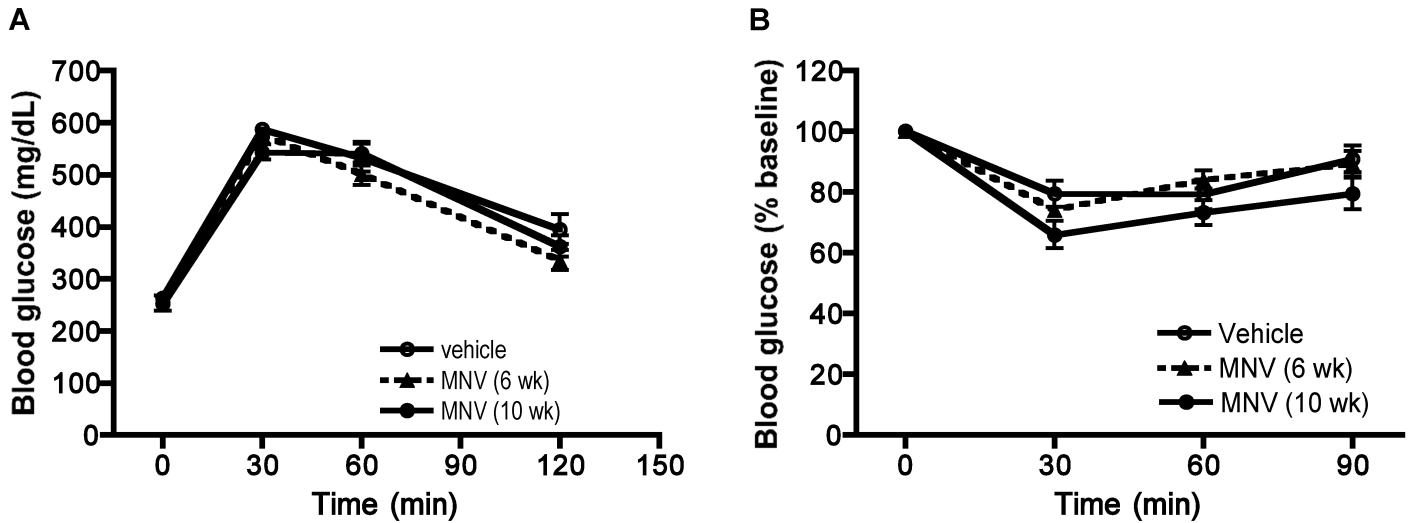 A
Blood glucose (mg/dL)
700
600
500
400
300
200
100
0
vehicle
MNV (6 wk)
MNV (10 wk)
0 30 60 90 120 150
Time (min)
B
Blood glucose (% baseline)
120
100
80
60
40
20
0
Vehicle
MNV (6 wk)
MNV (10 wk)
0 30 60 90
Time (min)